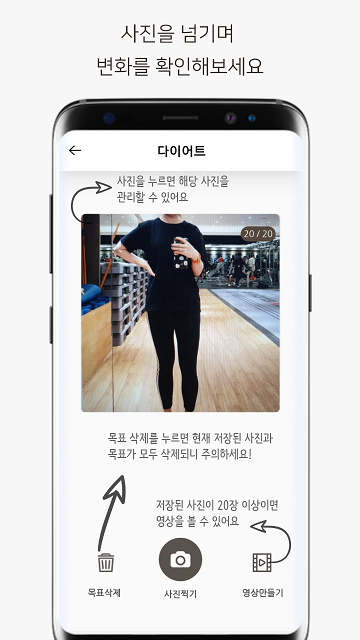 사진을 넘기며
변화를 확인해보세요
다이어트
사진을 누르면 해당 사진을
관리할 수 있어요
20 / 20
목표 삭제를 누르면 현재 저장된 사진과
목표가 모두 삭제되니 주의하세요!
저장된 사진이 20장 이상이면
영상을 볼 수 있어요
목표삭제
사진찍기
영상만들기